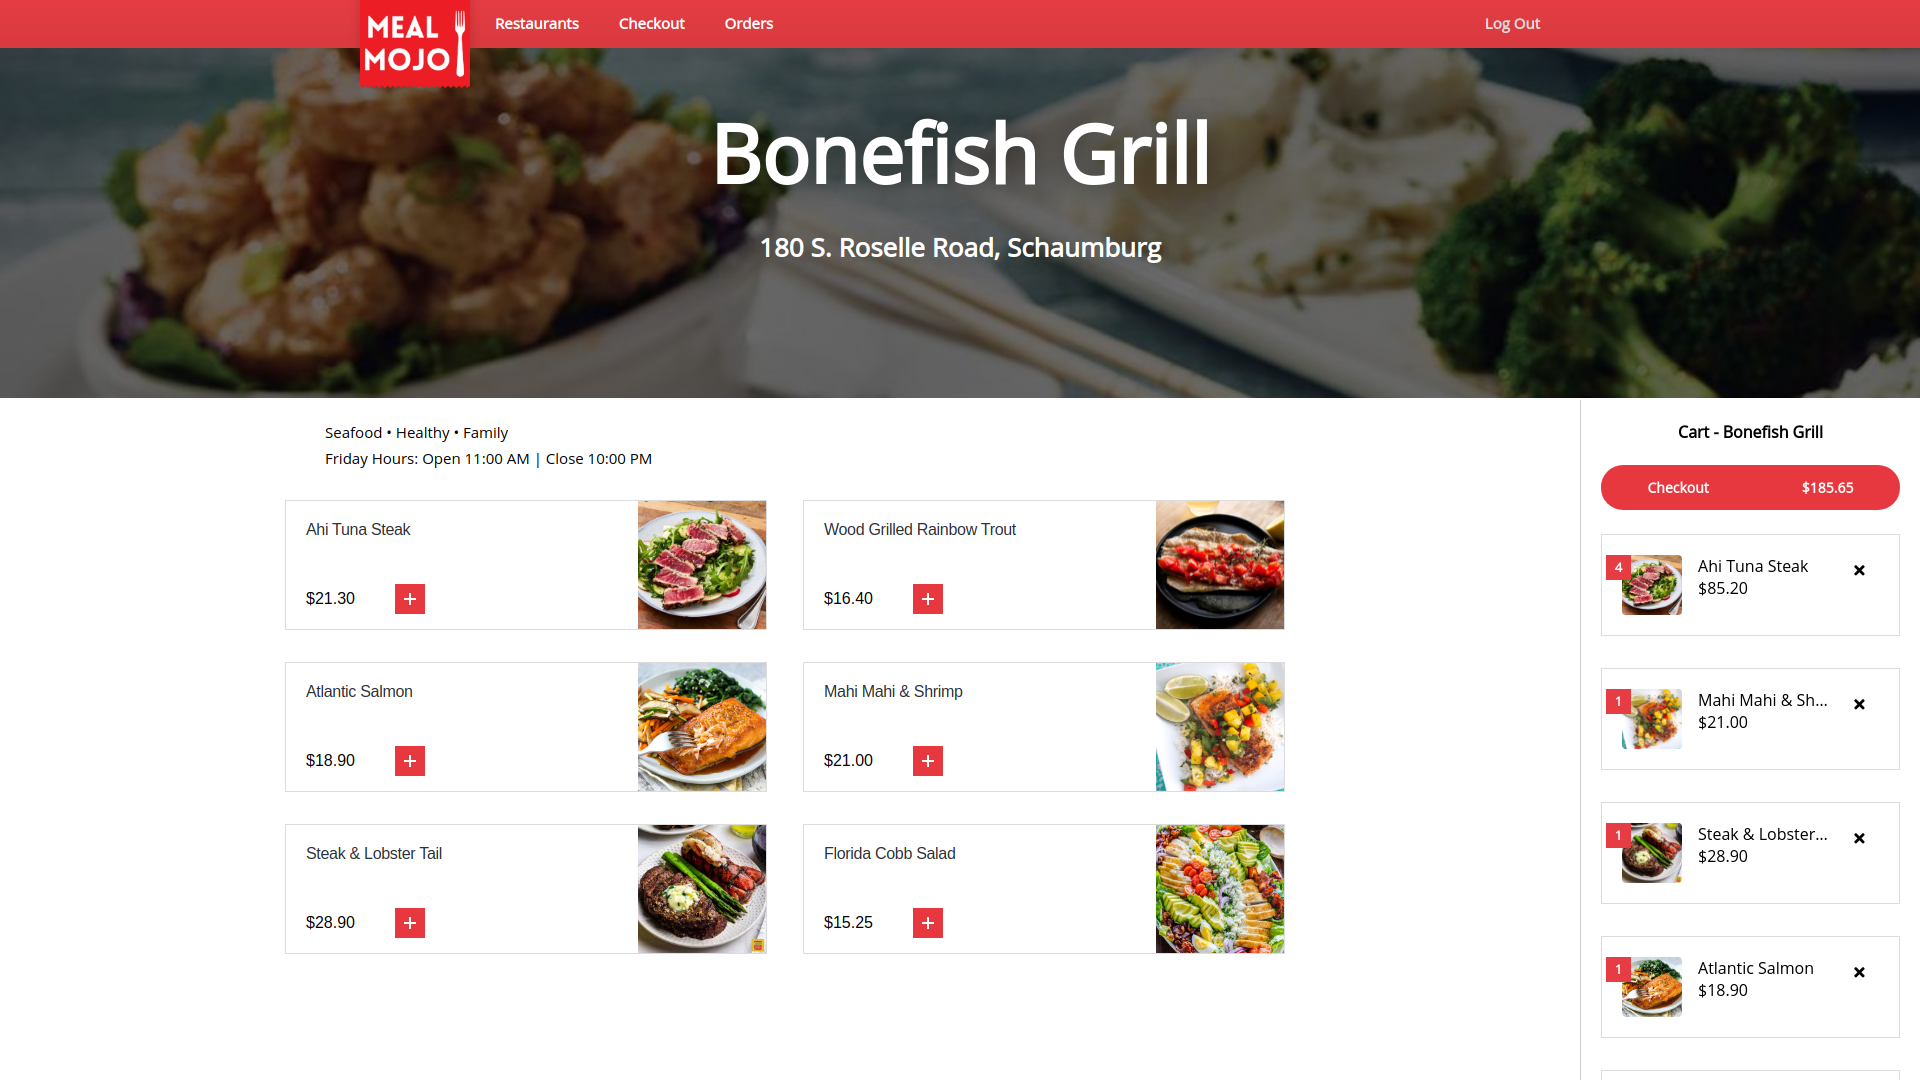 MEAL
MOJO
Restaurants
Checkout
Orders
Log Out
Bonefish Grill
180 S. Roselle Road, Schaumburg
Seafood • Healthy • Family
Friday Hours: Open 11:00 AM | Close 10:00 PM
Ahi Tuna Steak
$21.30
+
Wood Grilled Rainbow Trout
$16.40
+
Atlantic Salmon
$18.90
+
Mahi Mahi & Shrimp
$21.00
+
Steak & Lobster Tail
$28.90
+
Florida Cobb Salad
$15.25
+
Cart - Bonefish Grill
Checkout $185.65
4
Ahi Tuna Steak
$85.20
1
Mahi Mahi & Sh...
$21.00
1
Steak & Lobster...
$28.90
1
Atlantic Salmon
$18.90